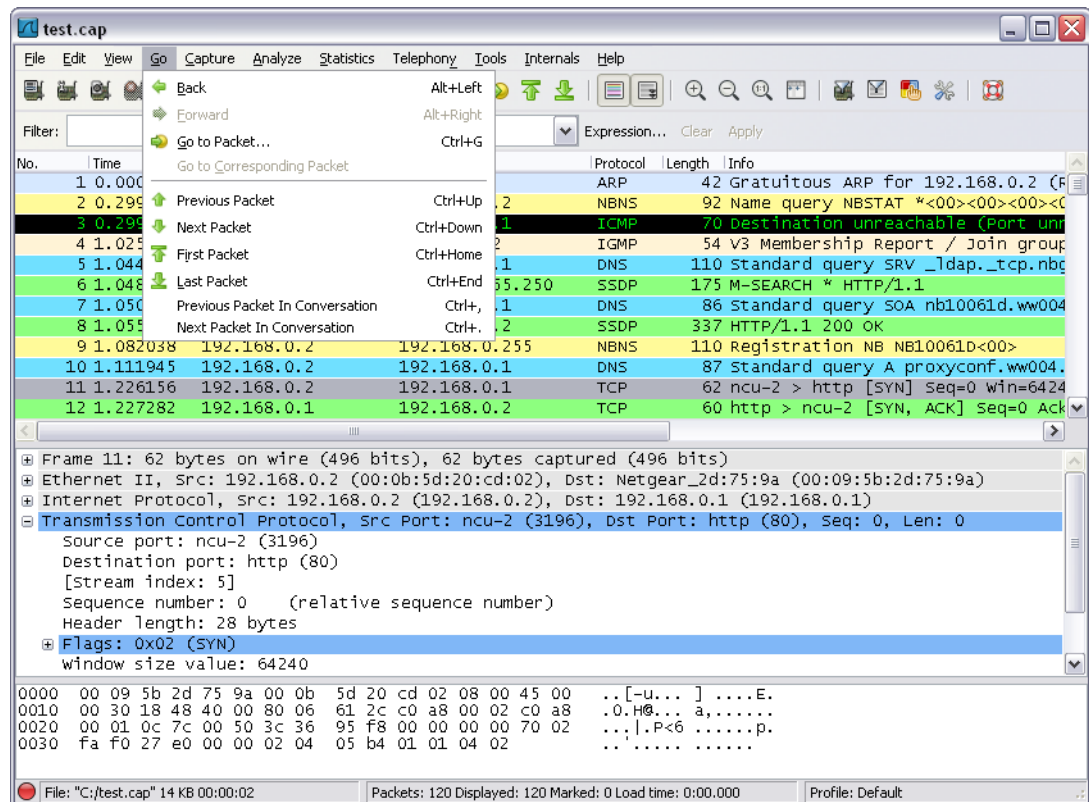 test.cap
File Edit View Go Capture Analyze Statistics Telephony Tools Internals Help
Back Alt+Left
Forward Alt+Right
Filter: Expression... Clear Apply
Go to Packet... Ctrl+G
Go to Corresponding Packet
Previous Packet Ctrl+Up
Next Packet Ctrl+Down
First Packet Ctrl+Home
Last Packet Ctrl+End
Previous Packet In Conversation Ctrl+,
Next Packet In Conversation Ctrl+.
No. Time Protocol Length Info
1 0.000 ARP 42 Gratuitous ARP for 192.168.0.2 (R
2 0.299 .2 NBNS 92 Name query NBSTAT *<00><00><00><0
3 0.299 .1 ICMP 70 Destination unreachable (Port unr
4 1.025 2 IGMP 54 V3 Membership Report / Join group
5 1.044 .1 DNS 110 Standard query SRV _ldap._tcp.nbg
6 1.048 55.250 SSDP 175 M-SEARCH * HTTP/1.1
7 1.050 .1 DNS 86 Standard query SOA nb10061d.ww004
8 1.055 .2 SSDP 337 HTTP/1.1 200 OK
9 1.082038 192.168.0.2 192.168.0.255 NBNS 110 Registration NB NB10061D<00>
10 1.111945 192.168.0.2 192.168.0.1 DNS 87 Standard query A proxyconf.ww004.
11 1.226156 192.168.0.2 192.168.0.1 TCP 62 ncu-2 > http [SYN] Seq=0 Win=6424
12 1.227282 192.168.0.1 192.168.0.2 TCP 60 http > ncu-2 [SYN, ACK] Seq=0 Ack
Frame 11: 62 bytes on wire (496 bits), 62 bytes captured (496 bits)
Ethernet II, Src: 192.168.0.2 (00:0b:5d:20:cd:02), Dst: Netgear_2d:75:9a (00:09:5b:2d:75:9a)
Internet Protocol, Src: 192.168.0.2 (192.168.0.2), Dst: 192.168.0.1 (192.168.0.1)
Transmission Control Protocol, Src Port: ncu-2 (3196), Dst Port: http (80), Seq: 0, Len: 0
Source port: ncu-2 (3196)
Destination port: http (80)
[Stream index: 5]
Sequence number: 0 (relative sequence number)
Header length: 28 bytes
Flags: 0x02 (SYN)
Window size value: 64240
0000 00 09 5b 2d 75 9a 00 0b 5d 20 cd 02 08 00 45 00 ..[-u... ] ....E.
0010 00 30 18 48 40 00 80 06 61 2c c0 a8 00 02 c0 a8 .0.H@... a,......
0020 00 01 0c 7c 00 50 3c 36 95 f8 00 00 00 00 70 02 ...|.P<6 ......p.
0030 fa f0 27 e0 00 00 02 04 05 b4 01 01 04 02 ..'..... ......
File: "C:/test.cap" 14 KB 00:00:02 Packets: 120 Displayed: 120 Marked: 0 Load time: 0:00.000 Profile: Default